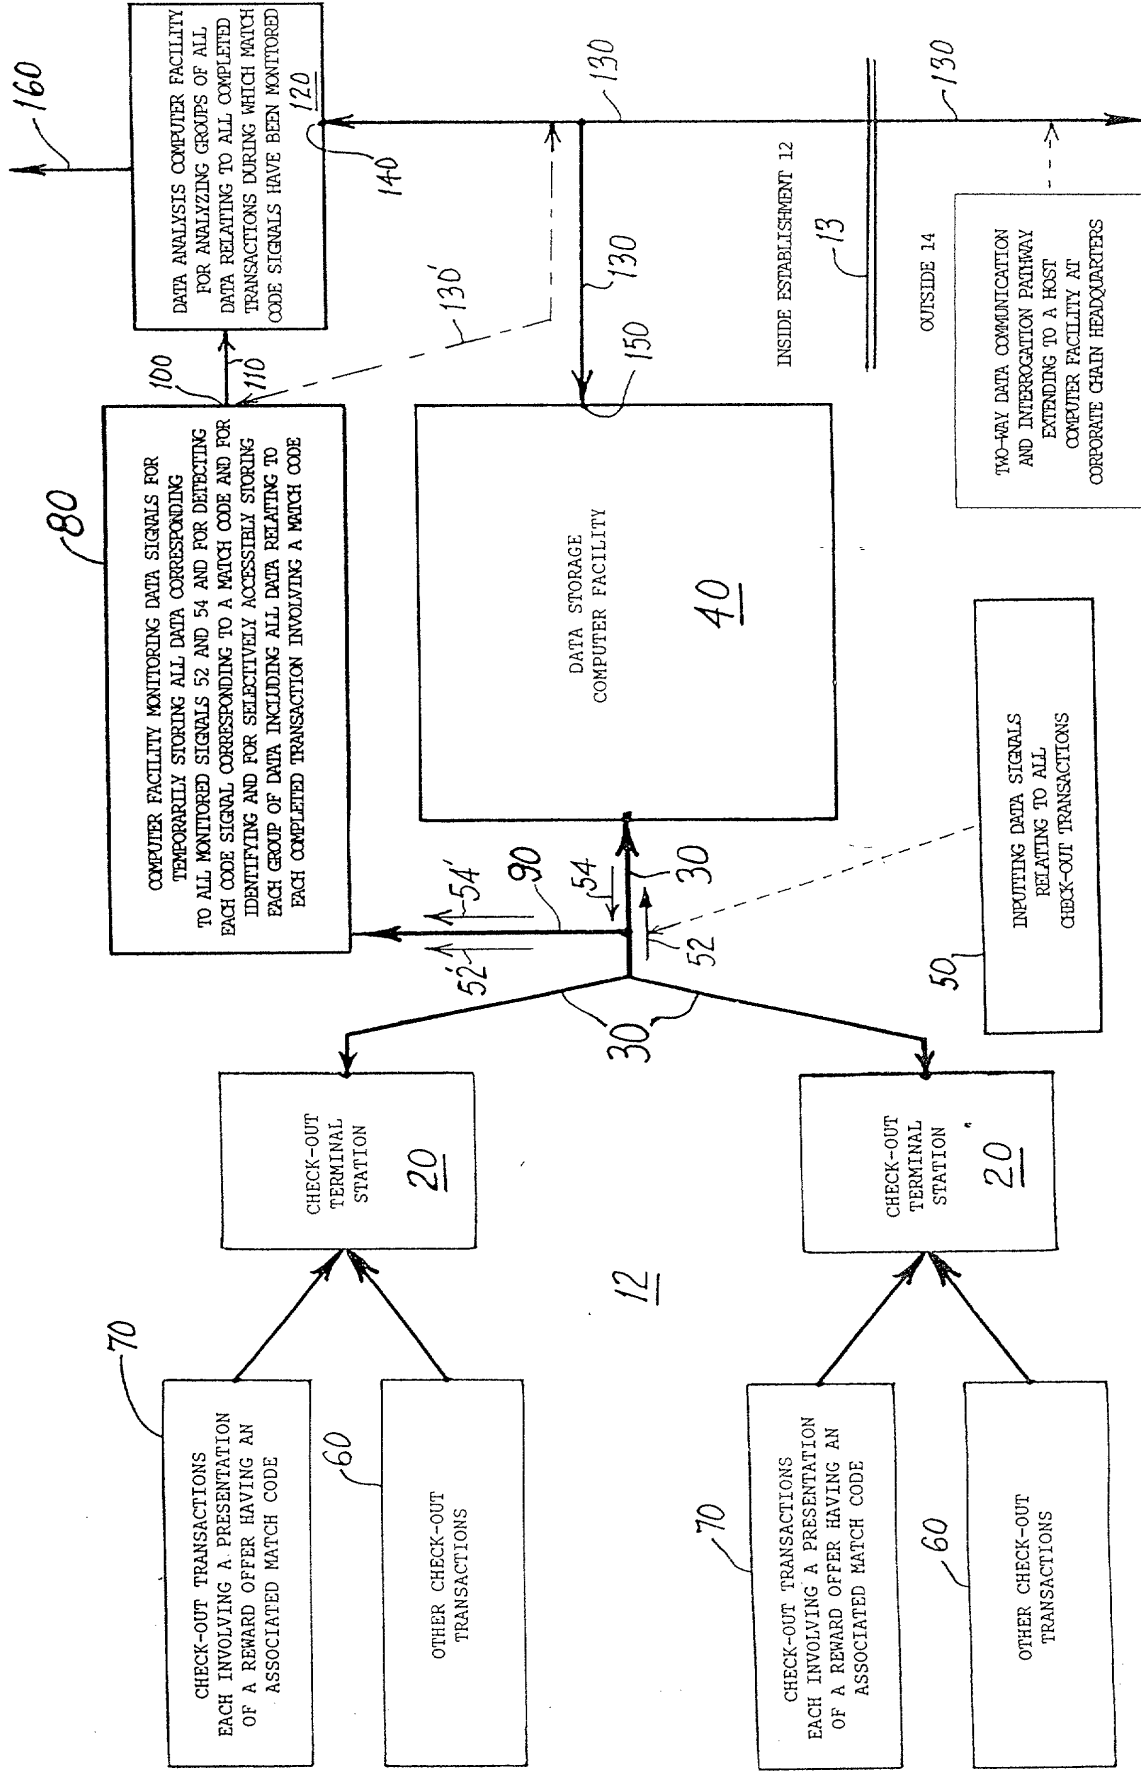 160
DATA ANALYSIS COMPUTER FACILITY
FOR ANALYZING GROUPS OF ALL
DATA RELATING TO ALL COMPLETED
TRANSACTIONS DURING WHICH MATCH
CODE SIGNALS HAVE BEEN MONITORED
120
140
130
130
80
COMPUTER FACILITY MONITORING DATA SIGNALS FOR
TEMPORARILY STORING ALL DATA CORRESPONDING
TO ALL MONITORED SIGNALS 52 AND 54 AND FOR DETECTING
EACH CODE SIGNAL CORRESPONDING TO A MATCH CODE AND FOR
IDENTIFYING AND FOR SELECTIVELY ACCESSIBLY STORING
EACH GROUP OF DATA INCLUDING ALL DATA RELATING TO
EACH COMPLETED TRANSACTION INVOLVING A MATCH CODE
100
110
130'
130
150
INSIDE ESTABLISHMENT 12
13
OUTSIDE 14
TWO-WAY DATA COMMUNICATION
AND INTERROGATION PATHWAY
EXTENDING TO A HOST
COMPUTER FACILITY AT
CORPORATE CHAIN HEADQUARTERS
DATA STORAGE
COMPUTER FACILITY
40
52'
54'
90
54
30
52
30
50
INPUTTING DATA SIGNALS
RELATING TO ALL
CHECK-OUT TRANSACTIONS
CHECK-OUT
TERMINAL
STATION
20
CHECK-OUT
TERMINAL
STATION
20
12
70
CHECK-OUT TRANSACTIONS
EACH INVOLVING A PRESENTATION
OF A REWARD OFFER HAVING AN
ASSOCIATED MATCH CODE
60
OTHER CHECK-OUT
TRANSACTIONS
70
CHECK-OUT TRANSACTIONS
EACH INVOLVING A PRESENTATION
OF A REWARD OFFER HAVING AN
ASSOCIATED MATCH CODE
60
OTHER CHECK-OUT
TRANSACTIONS